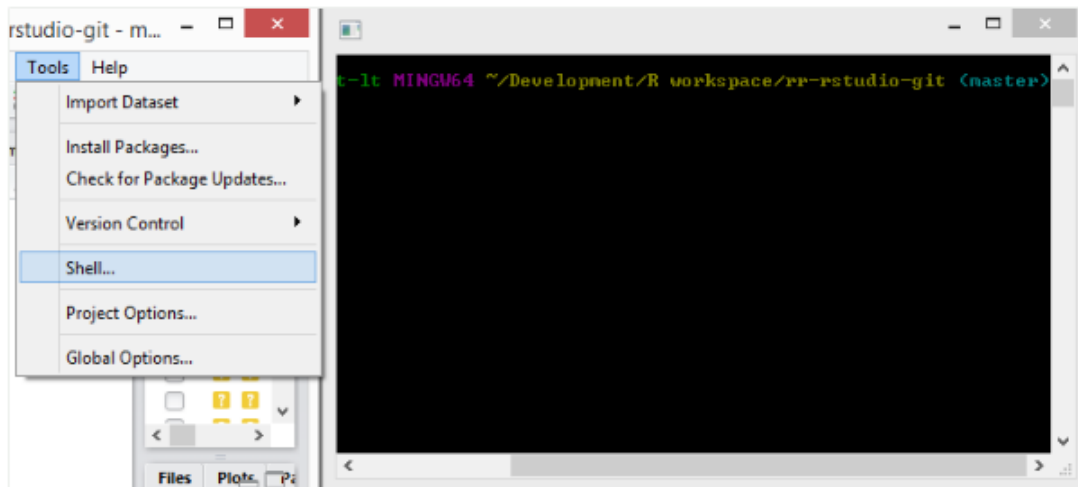 rstudio-git - m...
Tools Help
Import Dataset
Install Packages...
Check for Package Updates...
Version Control
Shell...
Project Options...
Global Options...
Files Plots
t-lt MINGW64 ~/Development/R workspace/rr-rstudio-git (master)